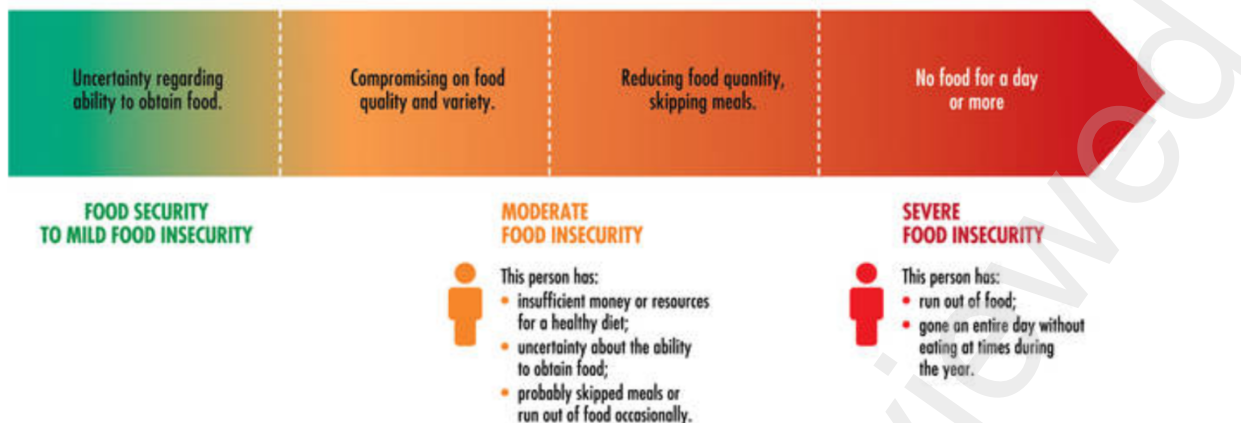 Uncertainty regarding
ability to obtain food.
Compromising on food
quality and variety.
Reducing food quantity,
skipping meals.
No food for a day
or more
FOOD SECURITY
TO MILD FOOD INSECURITY
MODERATE
FOOD INSECURITY
This person has:
• insufficient money or resources
for a healthy diet;
• uncertainty about the ability
to obtain food;
• probably skipped meals or
run out of food occasionally.
SEVERE
FOOD INSECURITY
This person has:
• run out of food;
• gone an entire day without
eating at times during
the year.